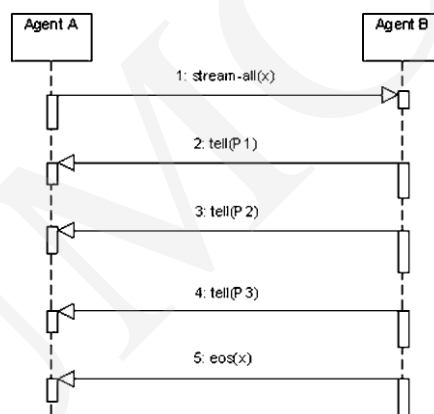 Agent A
Agent B
1: stream-all(x)
2: tell(P1)
3: tell(P2)
4: tell(P3)
5: eos(x)